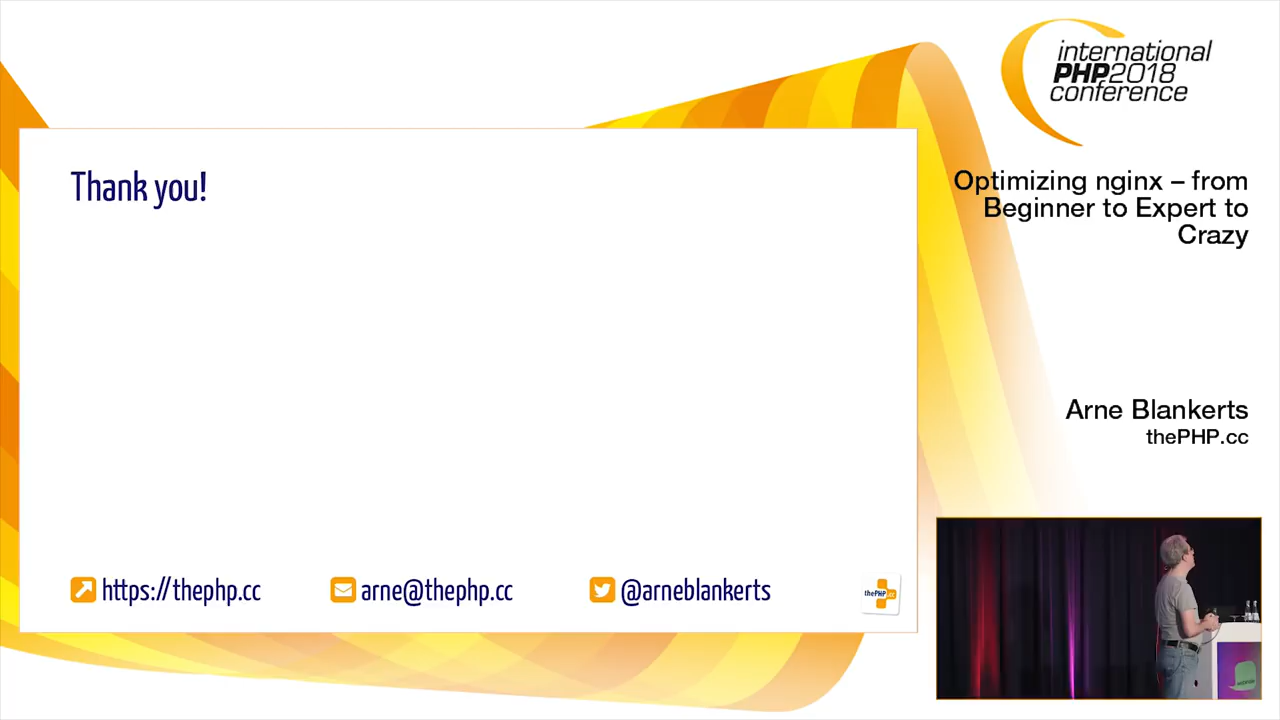 international
PHP2018
conference
Optimizing nginx – from
Beginner to Expert to
Crazy
Arne Blankerts
thePHP.cc
Thank you!
https://thephp.cc
arne@thephp.cc
@arneblankerts
thePHP.cc